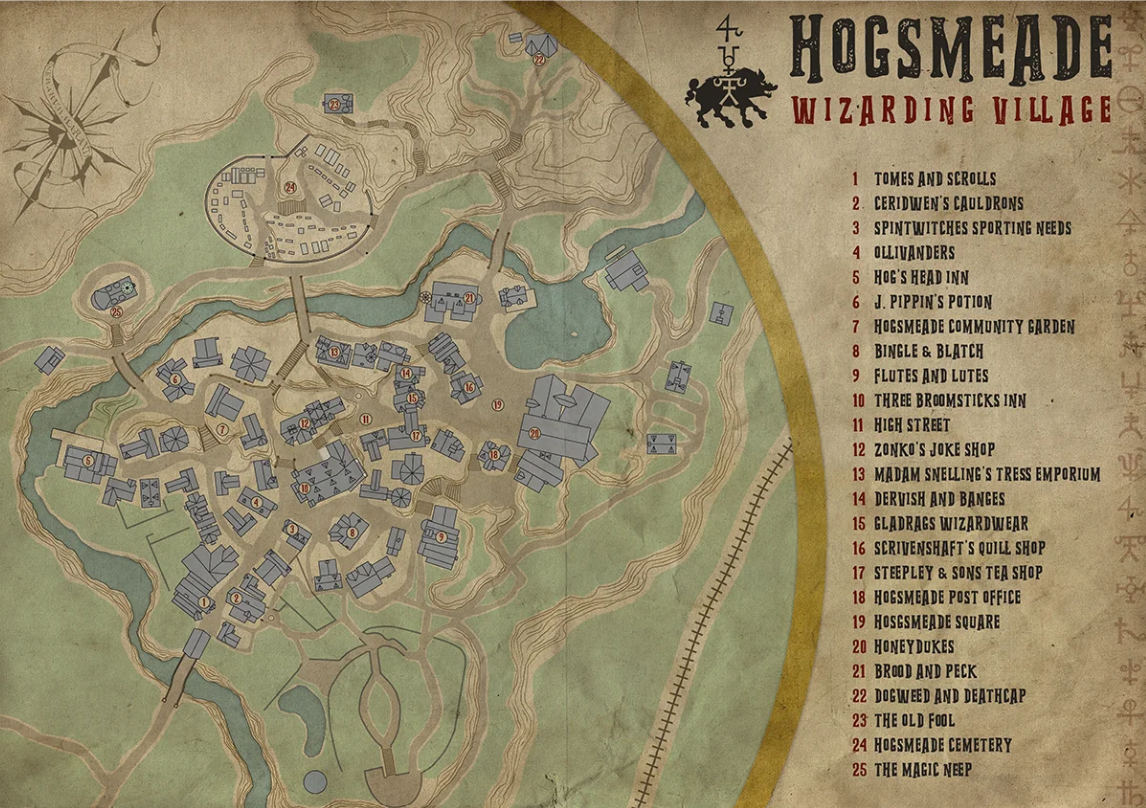 HOGSMEADE
WIZARDING VILLAGE
1 TOMES AND SCROLLS
2 CERIDWEN'S CAULDRONS
3 SPINTWITCHES SPORTING NEEDS
4 OLLIVANDERS
5 HOG'S HEAD INN
6 J. PIPPIN'S POTION
7 HOGSMEADE COMMUNITY GARDEN
8 BINGLE & BLATCH
9 FLUTES AND LUTES
10 THREE BROOMSTICKS INN
11 HIGH STREET
12 ZONKO'S JOKE SHOP
13 MADAM SNELLING'S TRESS EMPORIUM
14 DERVISH AND BANGES
15 GLADRAGS WIZARDWEAR
16 SCRIVENSHAFT'S QUILL SHOP
17 STEEPLEY & SONS TEA SHOP
18 HOGSMEADE POST OFFICE
19 HOSGSMEADE SQUARE
20 HONEYDUKES
21 BROOD AND PECK
22 DOGWEED AND DEATHCAP
23 THE OLD FOOL
24 HOGSMEADE CEMETERY
25 THE MAGIC NEEP
22
23
24
25
21
13
14
6
16
15
19
11
7
12
17
20
18
5
10
4
3
8
9
1
2